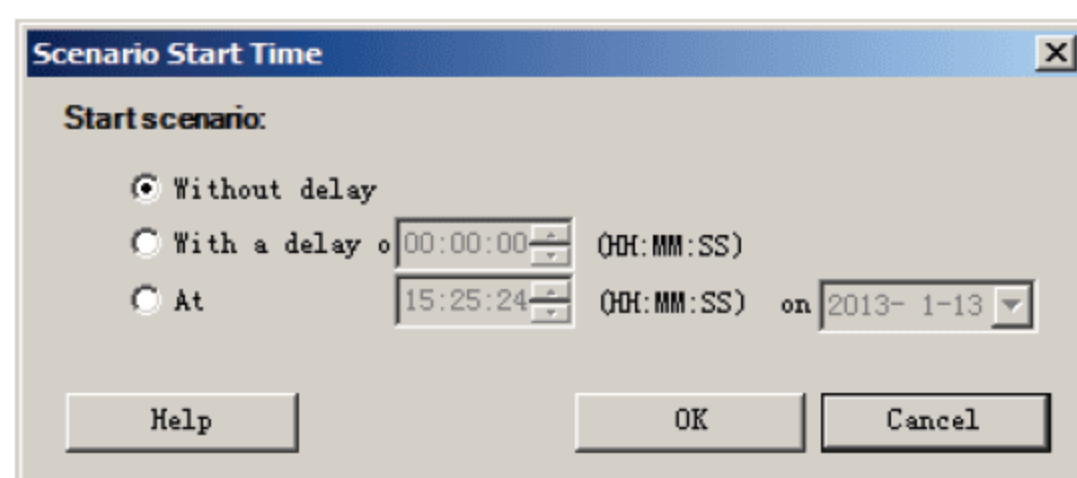 Scenario Start Time
Start scenario:
Without delay
With a delay o 00:00:00 (HH:MM:SS)
At 15:25:24 (HH:MM:SS) on 2013- 1-13
Help OK Cancel